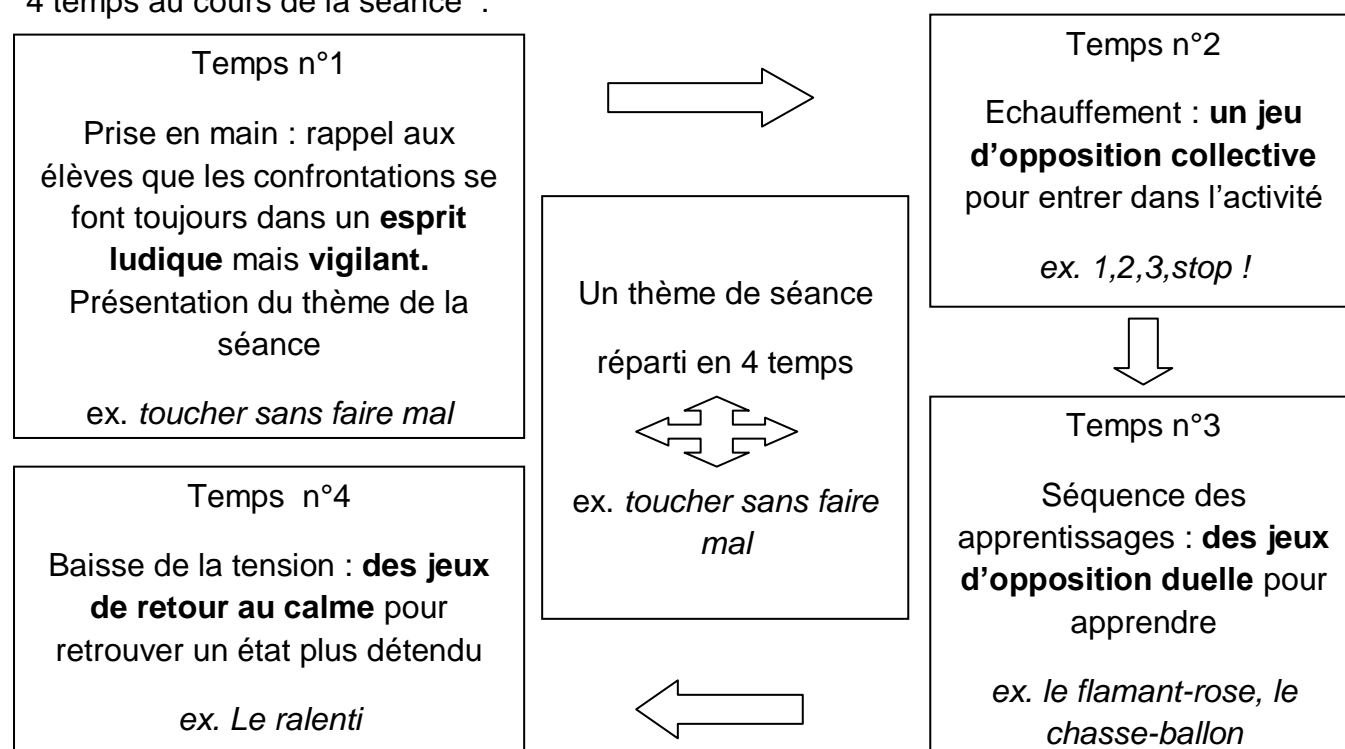 4 temps au cours de la séance  :
Temps n°1
Prise en main : rappel aux
élèves que les confrontations se
font toujours dans un esprit
ludique mais vigilant.
Présentation du thème de la
séance
ex. toucher sans faire mal
Temps n°2
Echauffement : un jeu
d’opposition collective
pour entrer dans l’activité
ex. 1,2,3,stop !
Un thème de séance
réparti en 4 temps
ex. toucher sans faire
mal
Temps n°3
Séquence des
apprentissages : des jeux
d’opposition duelle pour
apprendre
ex. le flamant-rose, le
chasse-ballon
Temps  n°4
Baisse de la tension : des jeux
de retour au calme pour
retrouver un état plus détendu
ex. Le ralenti